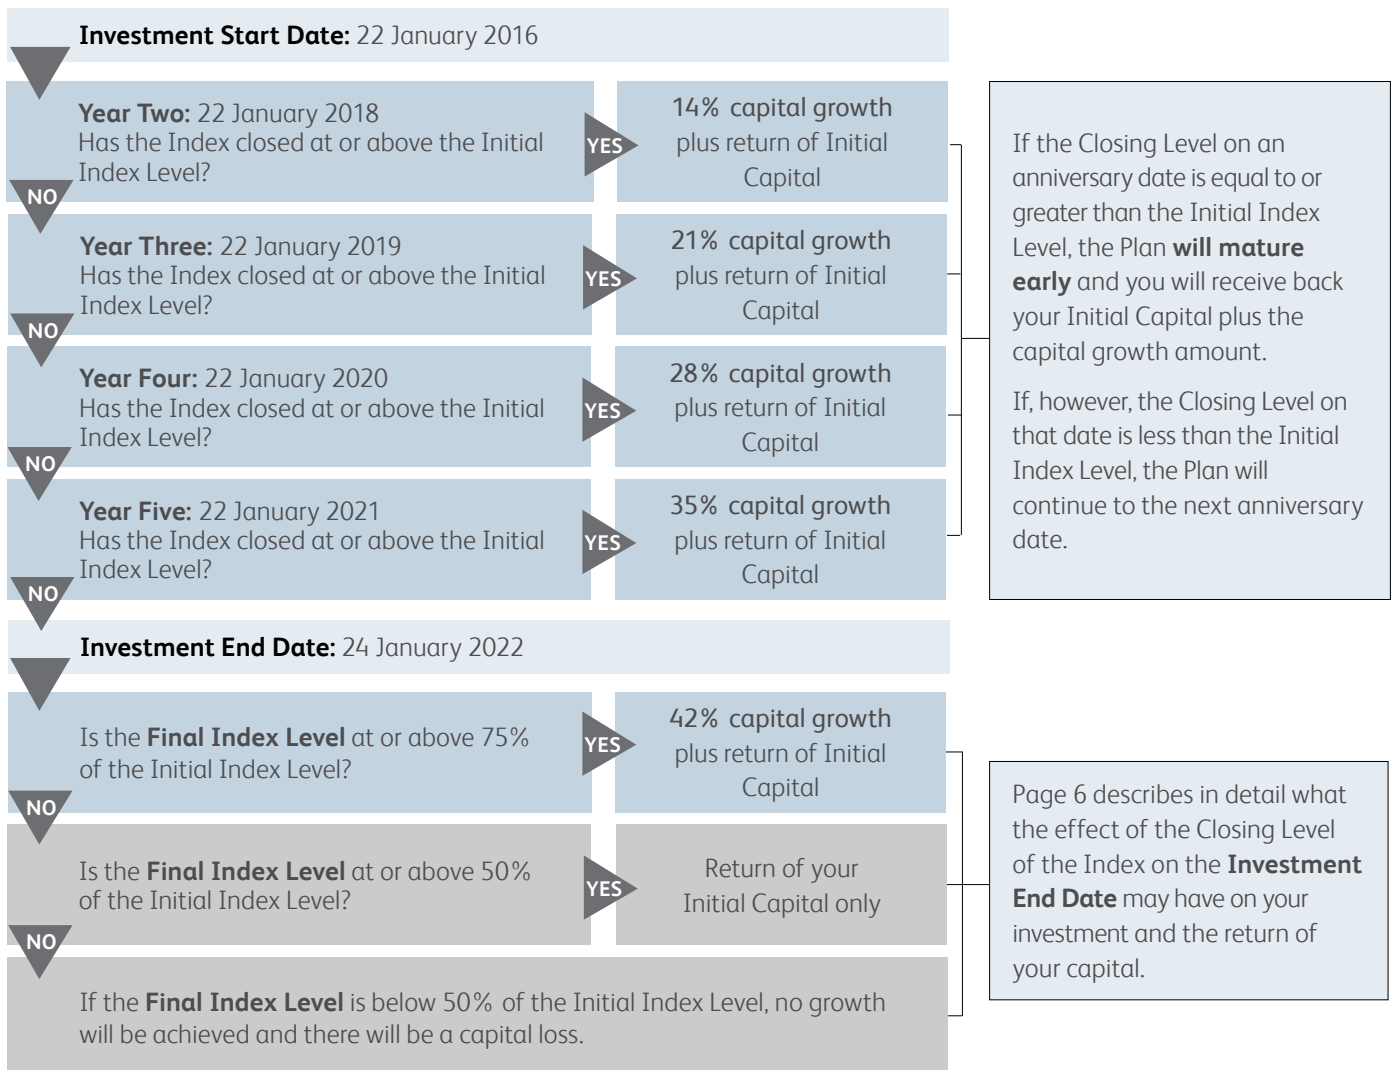 Investment Start Date: 22 January 2016
Year Two: 22 January 2018
Has the Index closed at or above the Initial
Index Level?
YES
14% capital growth
plus return of Initial
Capital
NO
Year Three: 22 January 2019
Has the Index closed at or above the Initial
Index Level?
YES
21% capital growth
plus return of Initial
Capital
NO
Year Four: 22 January 2020
Has the Index closed at or above the Initial
Index Level?
YES
28% capital growth
plus return of Initial
Capital
NO
Year Five: 22 January 2021
Has the Index closed at or above the Initial
Index Level?
YES
35% capital growth
plus return of Initial
Capital
NO
If the Closing Level on an
anniversary date is equal to or
greater than the Initial Index
Level, the Plan will mature
early and you will receive back
your Initial Capital plus the
capital growth amount.
If, however, the Closing Level on
that date is less than the Initial
Index Level, the Plan will
continue to the next anniversary
date.
Investment End Date: 24 January 2022
Is the Final Index Level at or above 75%
of the Initial Index Level?
YES
42% capital growth
plus return of Initial
Capital
NO
Is the Final Index Level at or above 50%
of the Initial Index Level?
YES
Return of your
Initial Capital only
NO
If the Final Index Level is below 50% of the Initial Index Level, no growth
will be achieved and there will be a capital loss.
Page 6 describes in detail what
the effect of the Closing Level
of the Index on the Investment
End Date may have on your
investment and the return of
your capital.